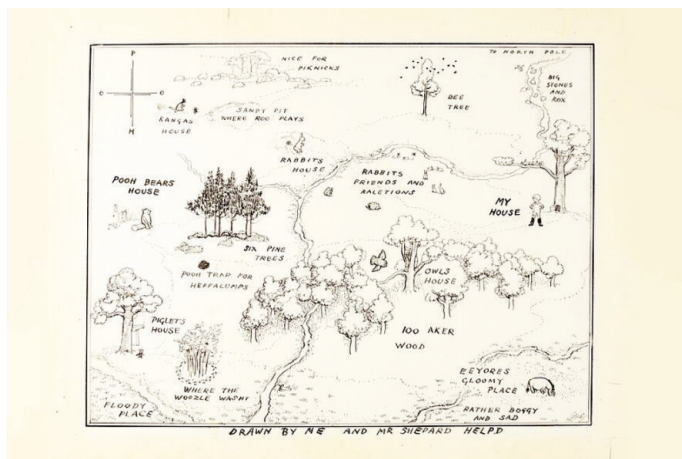 NICE FOR
PIKNICKS
TO NORTH POLE
P
O O
H
BIG
STONES
AND
ROX
BEE
TREE
SANDY PIT
WHERE ROO PLAYS
KANGAS
HOUSE
RABBITS
HOUSE
RABBITS
FRIENDS AND
RALETIONS
POOH BEARS
HOUSE
MY
HOUSE
SIX PINE
TREES
OWLS
HOUSE
POOH TRAP FOR
HEFFALUMPS
PIGLETS
HOUSE
100 AKER
WOOD
EEYORES
GLOOMY
PLACE
WHERE THE
WOOZLE WASNT
FLOODY
PLACE
RATHER BOGGY
AND SAD
DRAWN BY ME AND MR SHEPARD HELPD